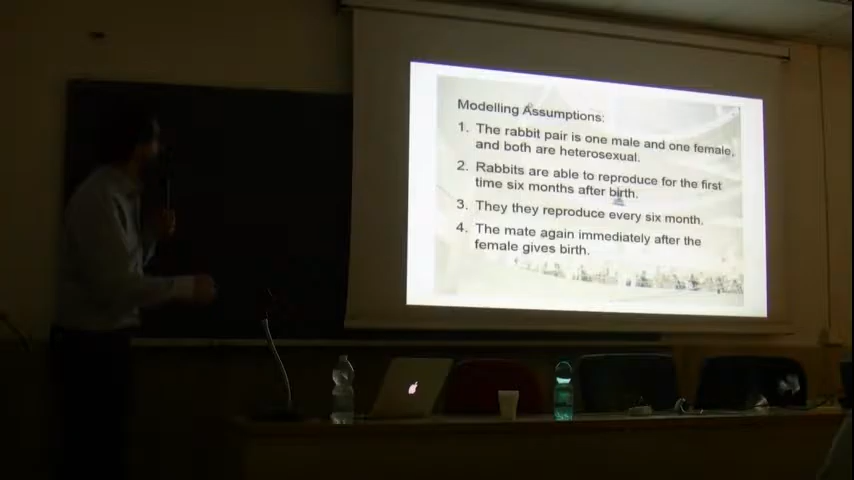 Modelling Assumptions:
1. The rabbit pair is one male and one female,
and both are heterosexual.
2. Rabbits are able to reproduce for the first
time six months after birth.
3. They they reproduce every six month.
4. The mate again immediately after the
female gives birth.